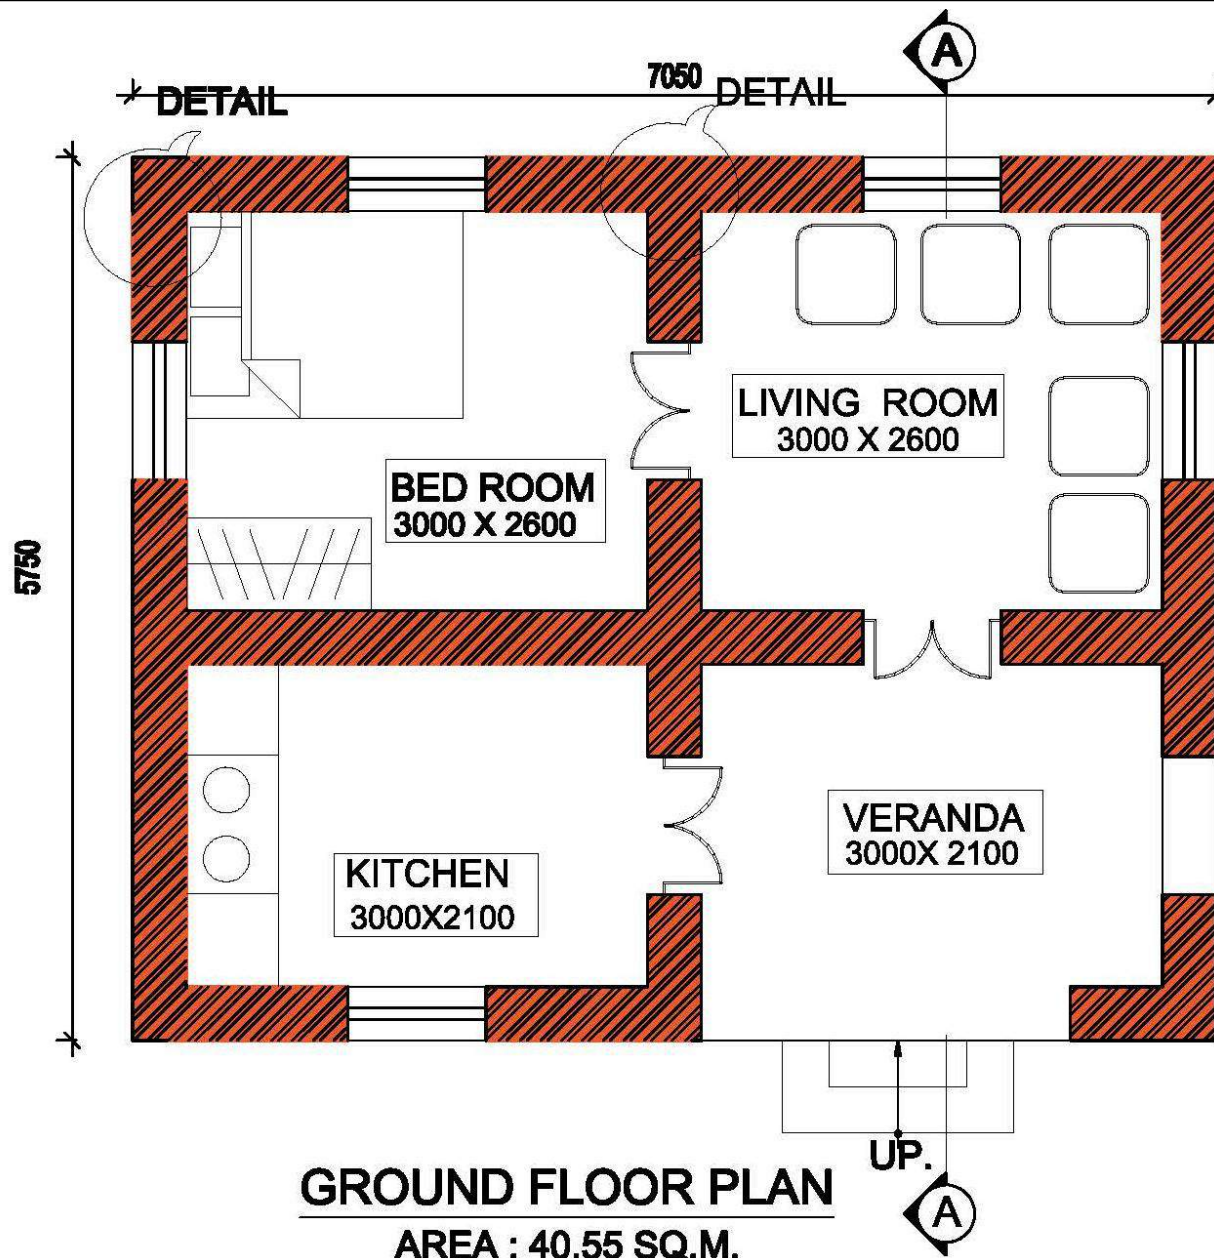 A
7050
DETAIL
DETAIL
LIVING ROOM
3000 X 2600
BED ROOM
3000 X 2600
5750
VERANDA
3000X 2100
KITCHEN
3000X2100
UP.
GROUND FLOOR PLAN
A
AREA : 40.55 SQ.M.